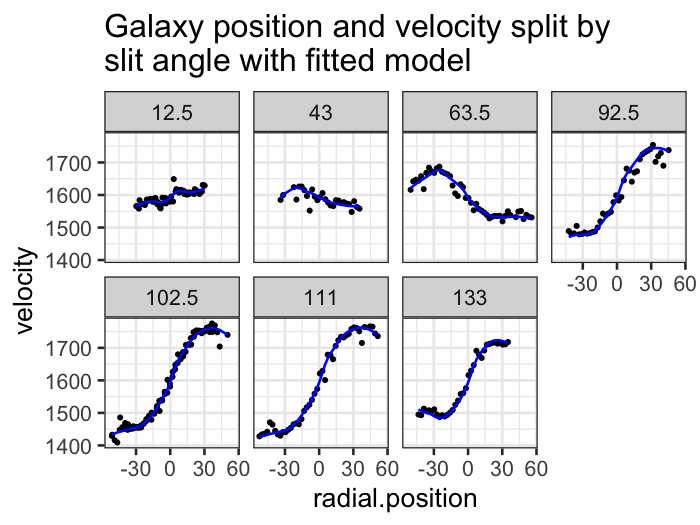 Galaxy position and velocity split by
slit angle with fitted model
12.5 43 63.5 92.5
1700
1600
1500
1400
-30 0 30 60
velocity
102.5 111 133
1700
1600
1500
1400
-30 0 30 60 -30 0 30 60 -30 0 30 60
radial.position